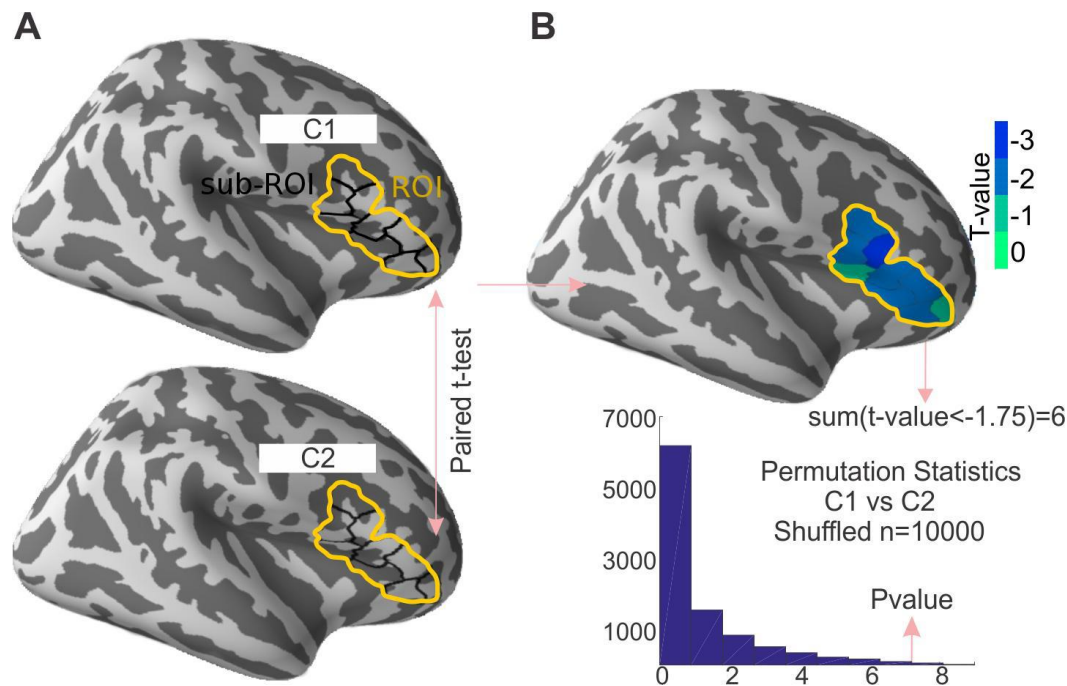 A
C1
sub-ROI
ROI
Paired t-test
C2
B
T-value
-3
-2
-1
0
sum(t-value<-1.75)=6
7000
5000
3000
1000
Permutation Statistics
C1 vs C2
Shuffled n=10000
Pvalue
0
2
4
6
8